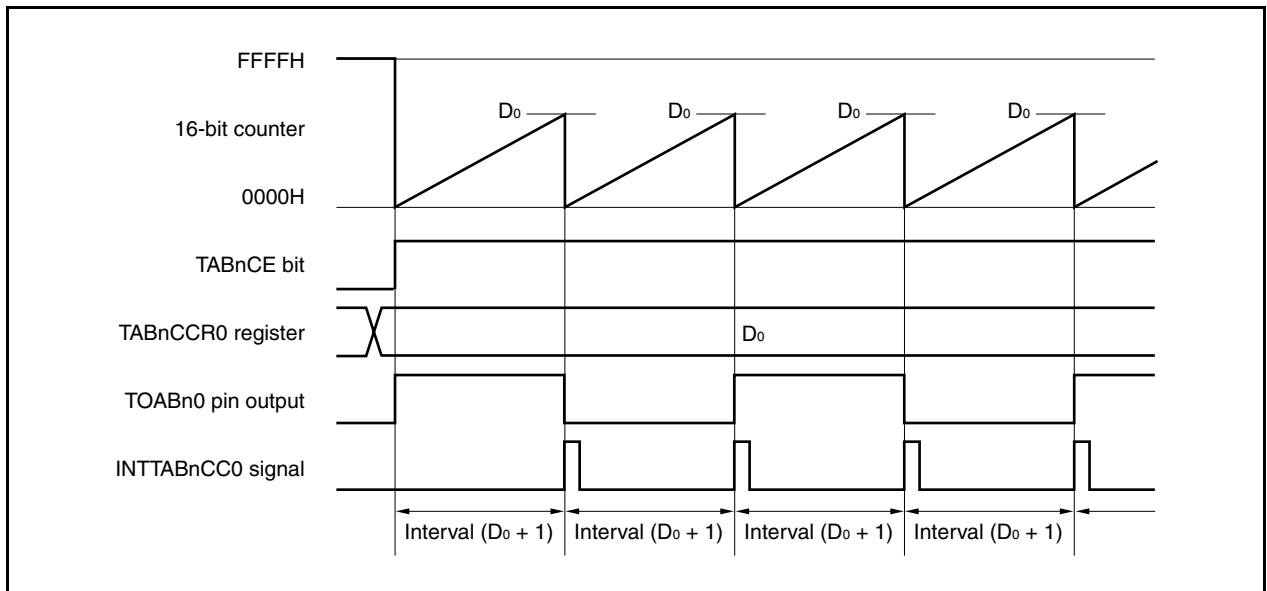 FFFFH
D0 D0 D0 D0
16-bit counter
0000H
TABnCE bit
TABnCCR0 register D0
TOABn0 pin output
INTTABnCC0 signal
Interval (D0 + 1) Interval (D0 + 1) Interval (D0 + 1) Interval (D0 + 1)